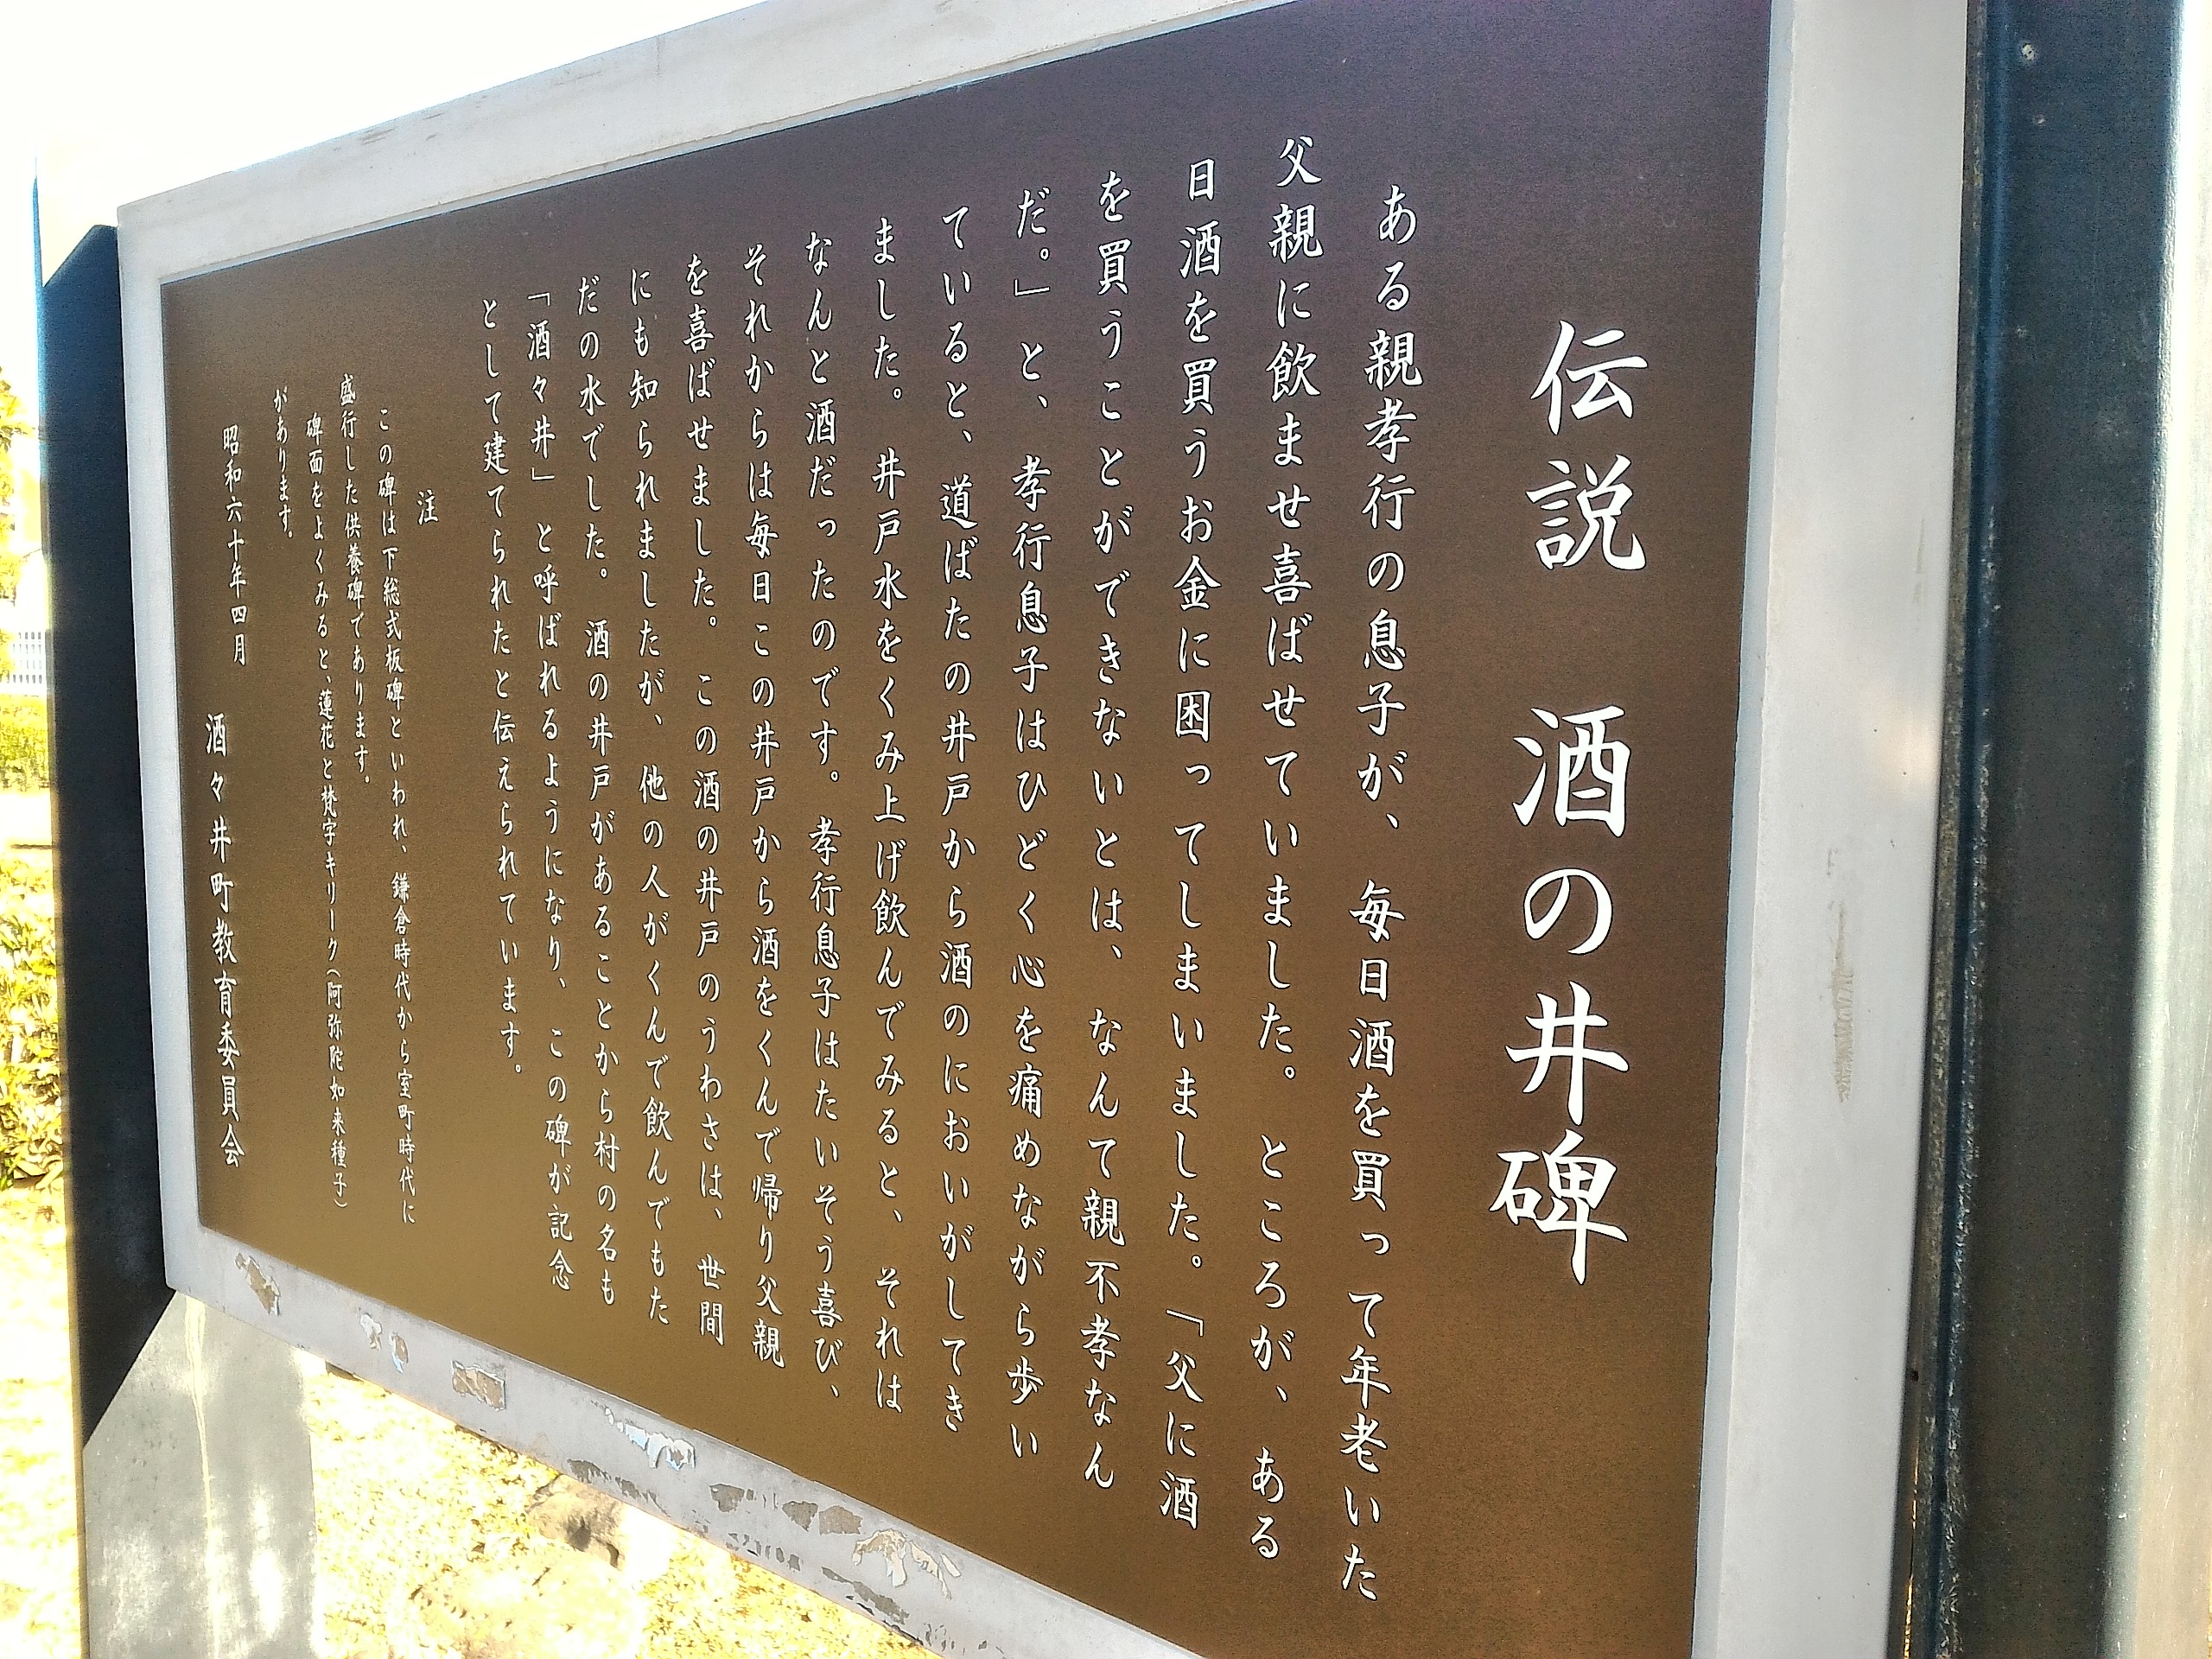 伝説　酒の井碑
ある親孝行の息子が、毎日酒を買って年老いた
父親に飲ませ喜ばせていました。ところが、ある
日酒を買うお金に困ってしまいました。「父に酒
を買うことができないとは、なんて親不孝なん
だ。」と、孝行息子はひどく心を痛めながら歩い
ていると、道ばたの井戸から酒のにおいがしてき
ました。井戸水をくみ上げ飲んでみると、それは
なんと酒だったのです。孝行息子はたいそう喜び、
それからは毎日この井戸から酒をくんで帰り父親
を喜ばせました。この酒の井戸のうわさは、世間
にも知られましたが、他の人がくんで飲んでもた
だの水でした。酒の井戸があることから村の名も
「酒々井」と呼ばれるようになり、この碑が記念
として建てられたと伝えられています。
注
この碑は下総式板碑といわれ、鎌倉時代から室町時代に
盛行した供養碑であります。
碑面をよくみると、蓮花と梵字キリーク（阿弥陀如来種子）
があります。
昭和六十年四月
酒々井町教育委員会